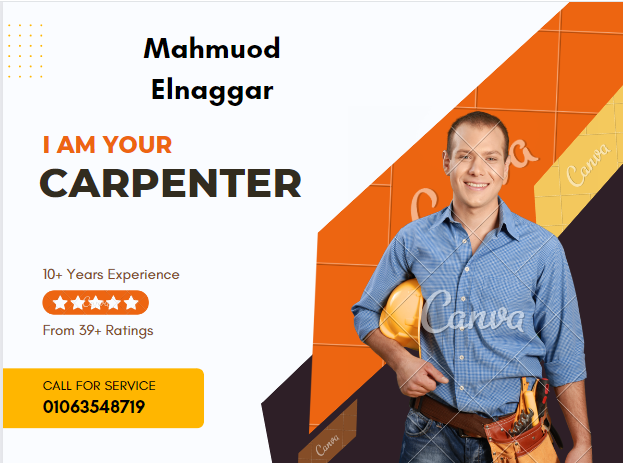 Mahmuod
Elnaggar
I AM YOUR
CARPENTER
10+ Years Experience
From 39+ Ratings
CALL FOR SERVICE
01063548719
Canva
Canva
Canva
Canva